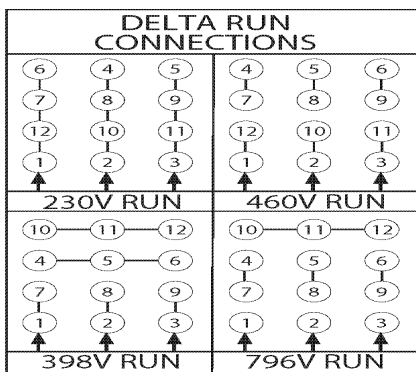 DELTA RUN
CONNECTIONS
6 4 5 4 5 6
7 8 9 7 8 9
12 10 11 12 10 11
1 2 3 1 2 3
230V RUN 460V RUN
10 11 12 10 11 12
4 5 6 4 5 6
7 8 9 7 8 9
1 2 3 1 2 3
398V RUN 796V RUN